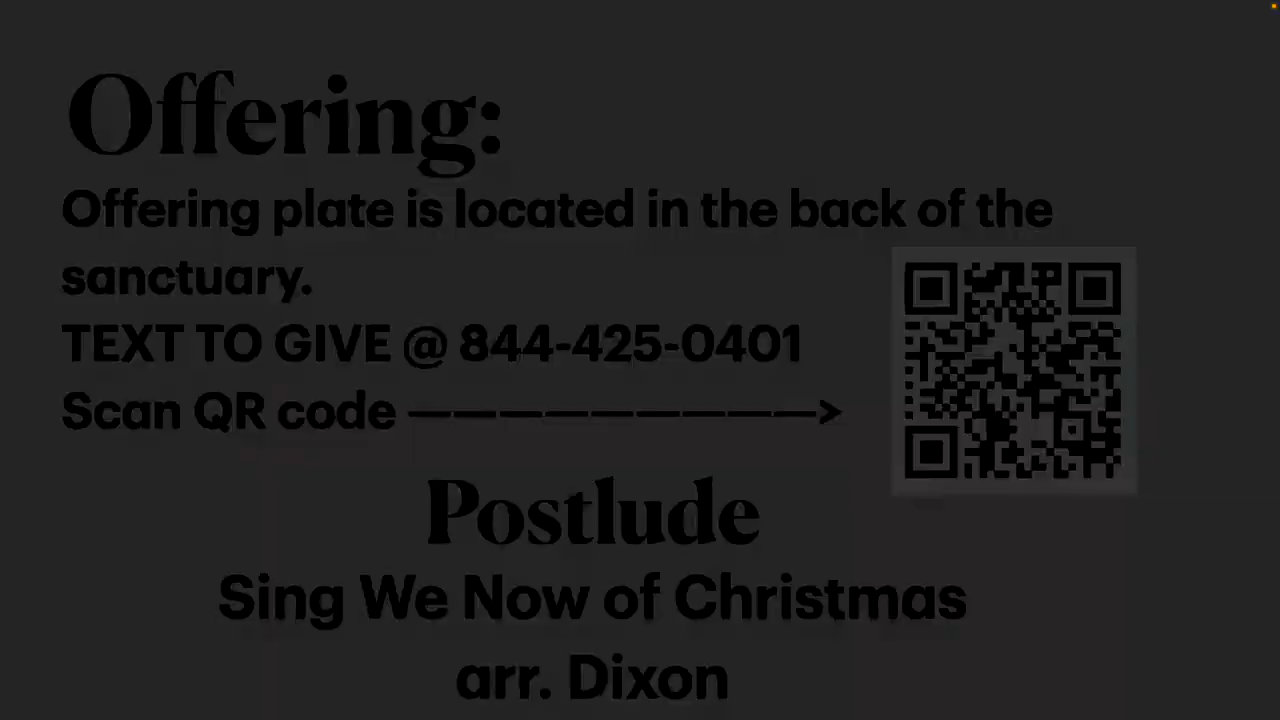 Offering:
Offering plate is located in the back of the
sanctuary.
TEXT TO GIVE @ 844-425-0401
Scan QR code —————————>
Postlude
Sing We Now of Christmas
arr. Dixon